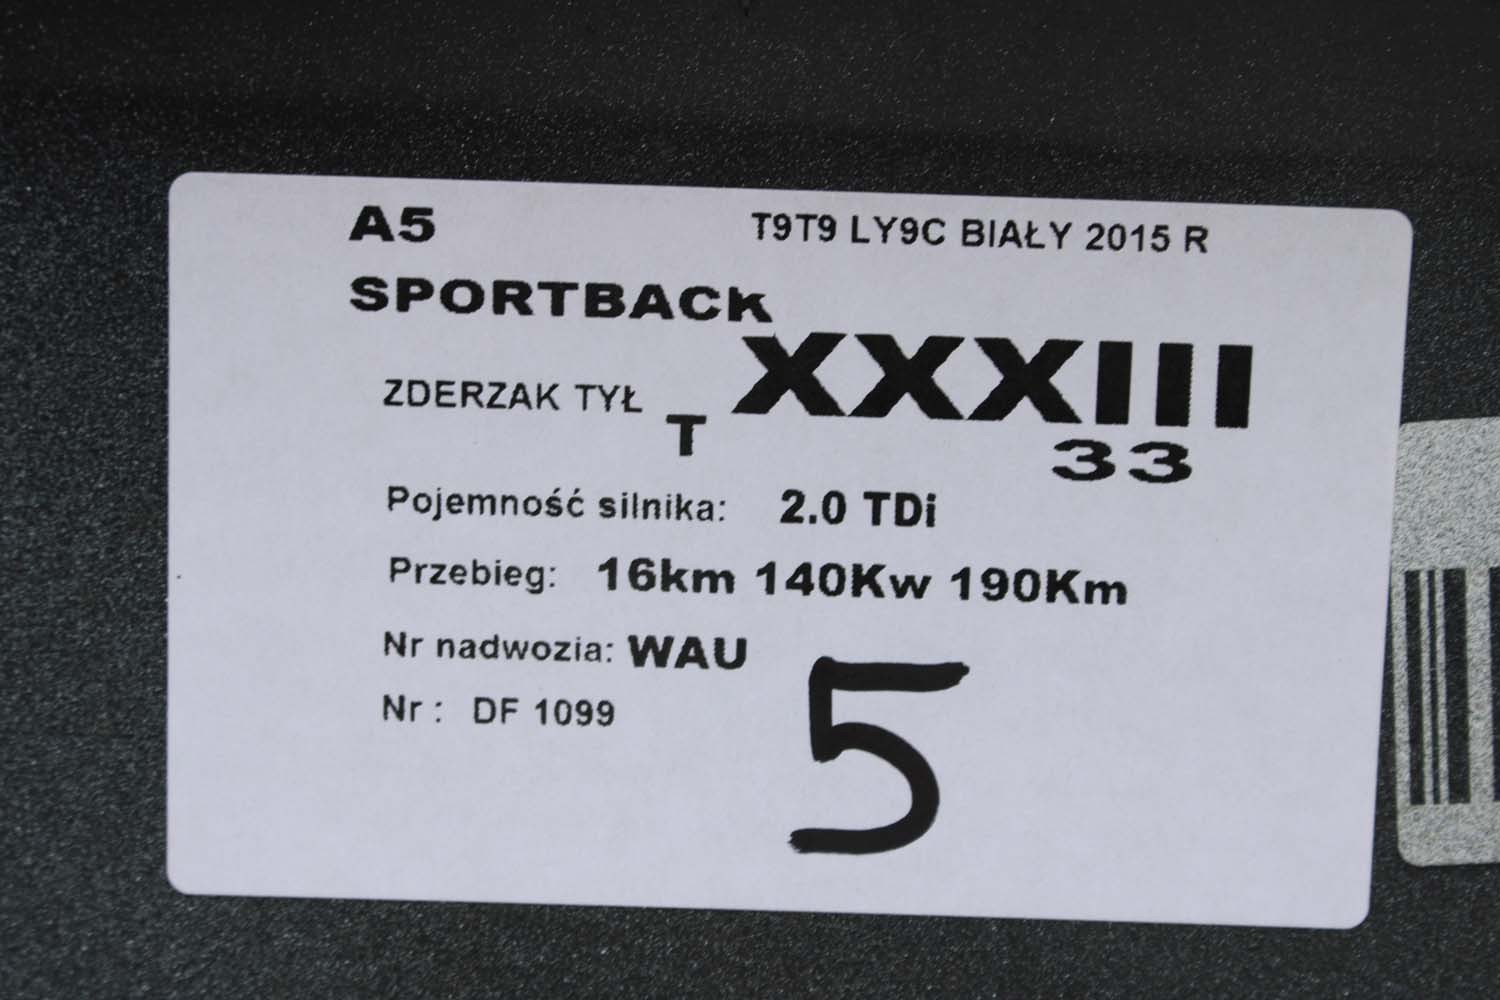 A5
T9T9 LY9C BIAŁY 2015 R
SPORTBACK
XXXIII
ZDERZAK TYŁ
T
33
Pojemność silnika: 2.0 TDi
Przebieg: 16km 140Kw 190Km
Nr nadwozia: WAU
Nr : DF 1099
5